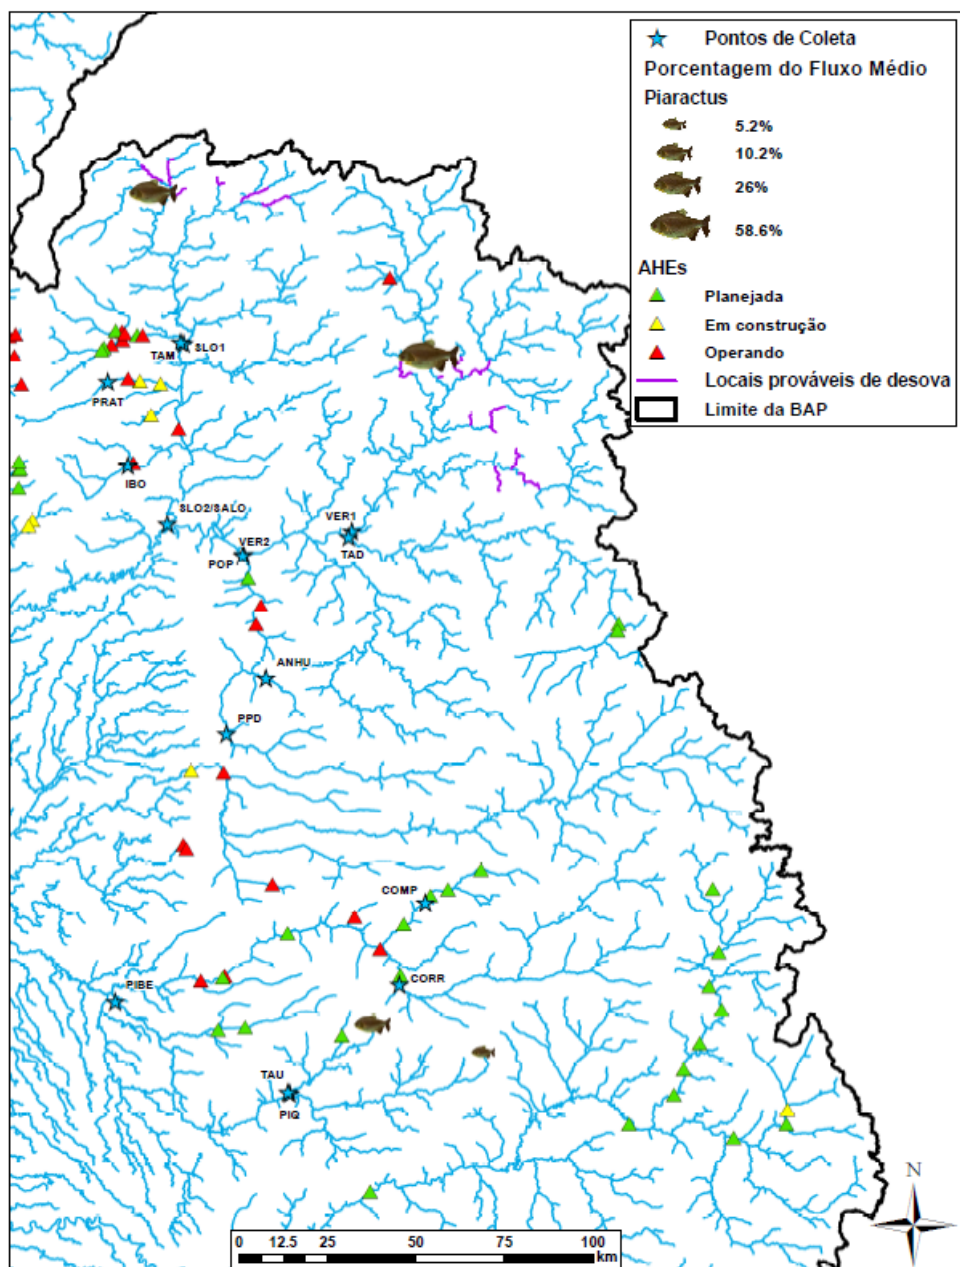 Pontos de Coleta
Porcentagem do Fluxo Médio
Piaractus
5.2%
10.2%
26%
58.6%
AHEs
Planejada
Em construção
Operando
Locais prováveis de desova
Limite da BAP
TAM
SLO1
PRAT
IBO
SLO2/SALO
VER1
VER2
TAD
POP
ANHU
PPD
COMP
CORR
PIBE
TAU
PIQ
N
0 12.5 25 50 75 100
km